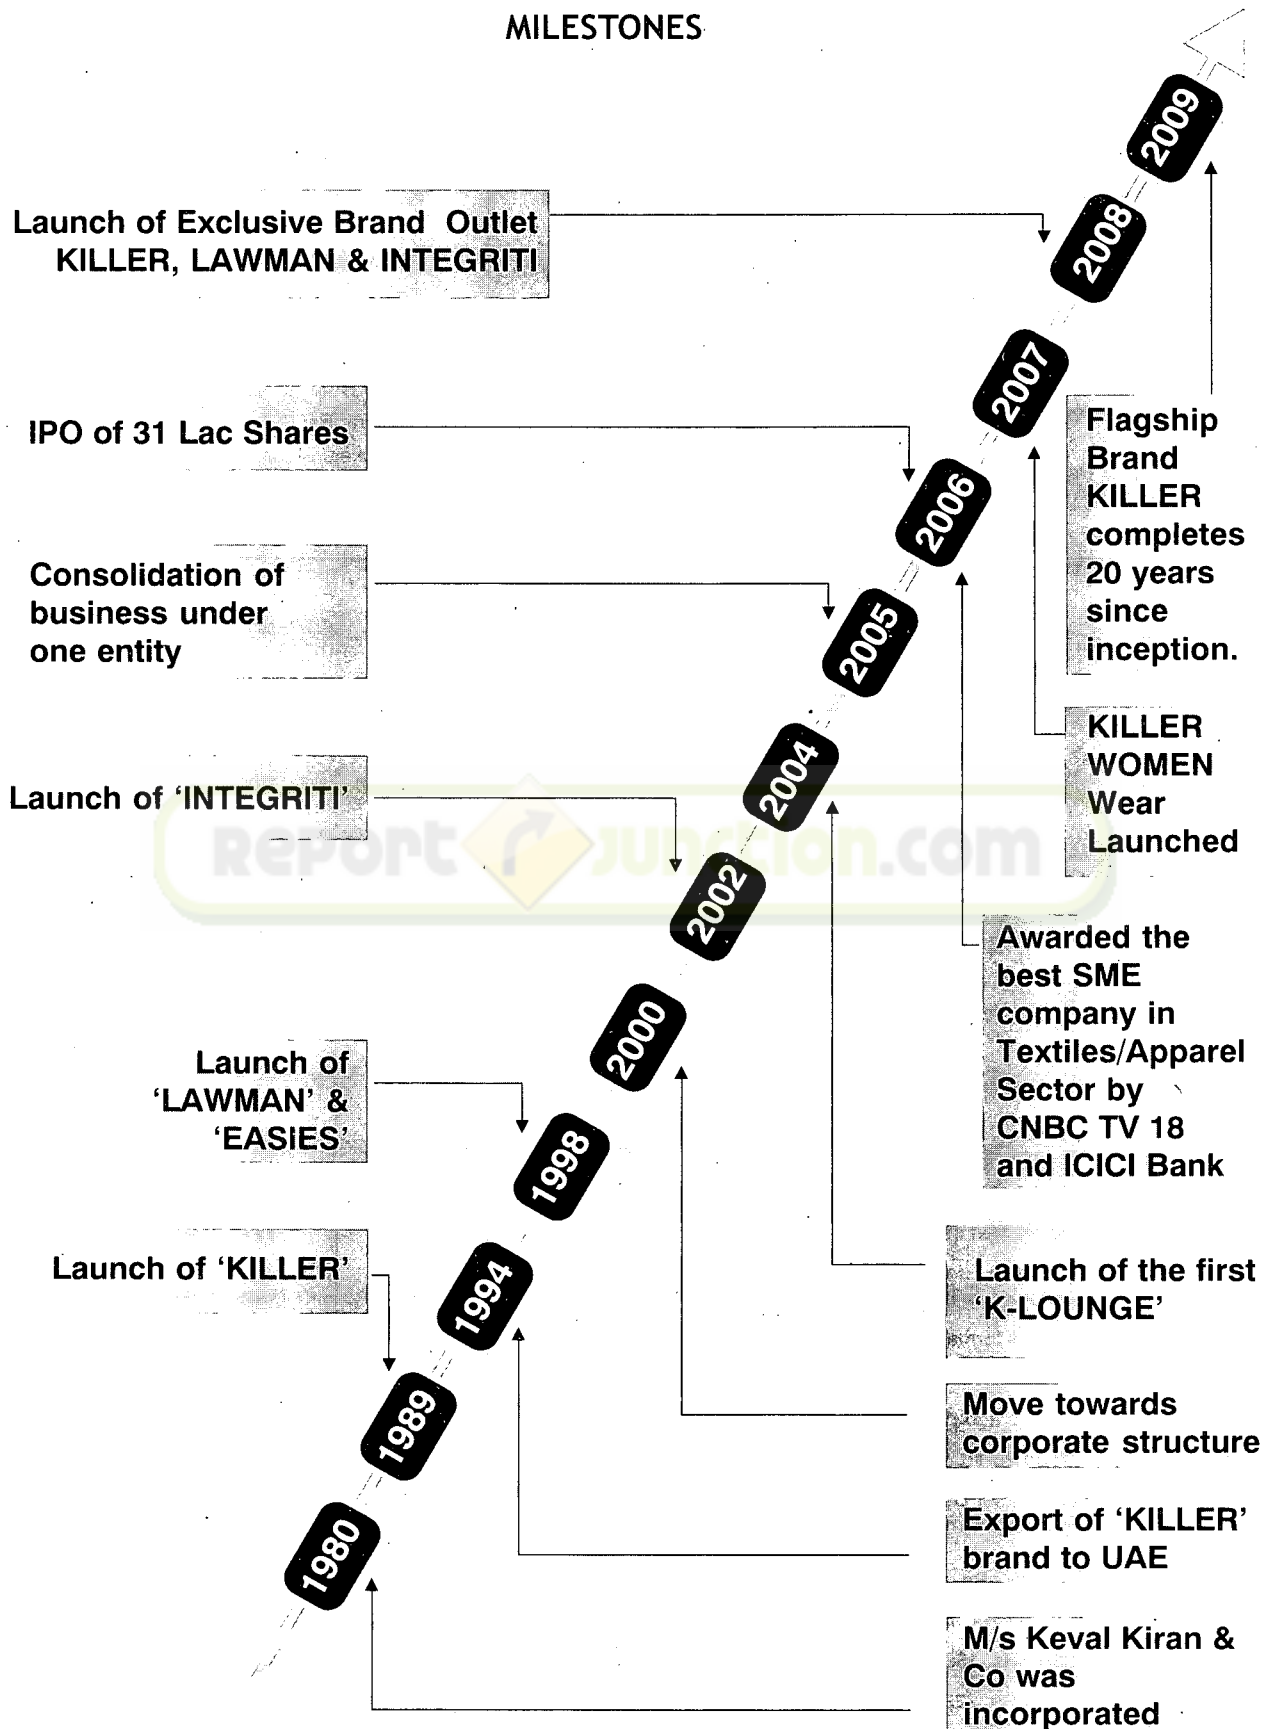 MILESTONES
2009
2008
Launch of Exclusive Brand Outlet
KILLER, LAWMAN & INTEGRITI
2007
IPO of 31 Lac Shares
Flagship
Brand
KILLER
completes
20 years
since
inception.
2006
Consolidation of
business under
one entity
2005
KILLER
WOMEN
Wear
Launched
2004
Launch of ‘INTEGRITI’
RepoRt Junction.com
2002
Awarded the
best SME
company in
Textiles/Apparel
Sector by
CNBC TV 18
and ICICI Bank
2000
Launch of
‘LAWMAN’ &
‘EASIES’
1998
Launch of ‘KILLER’
1994
Launch of the first
‘K-LOUNGE’
1989
Move towards
corporate structure
1980
Export of ‘KILLER’
brand to UAE
M/s Keval Kiran &
Co was
incorporated